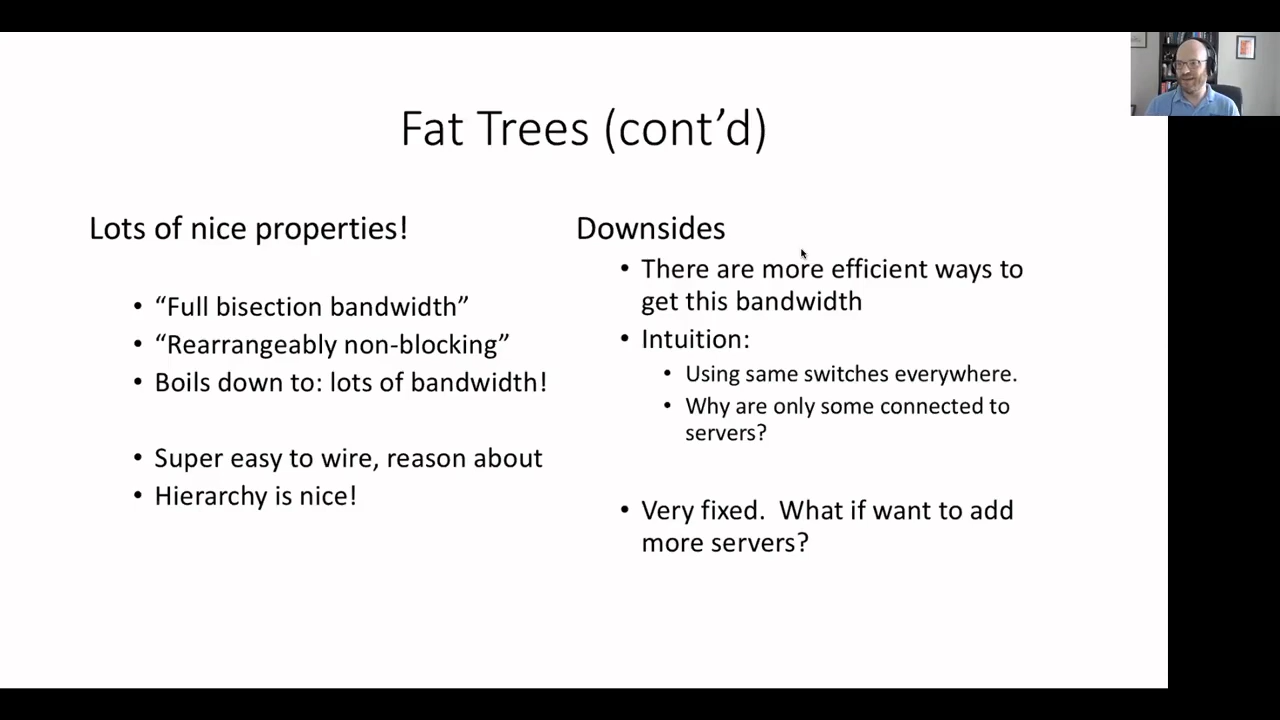 Fat Trees (cont’d)
Lots of nice properties!
• “Full bisection bandwidth”
• “Rearrangeably non-blocking”
• Boils down to: lots of bandwidth!
• Super easy to wire, reason about
• Hierarchy is nice!
Downsides
• There are more efficient ways to
get this bandwidth
• Intuition:
• Using same switches everywhere.
• Why are only some connected to
servers?
• Very fixed.  What if want to add
more servers?